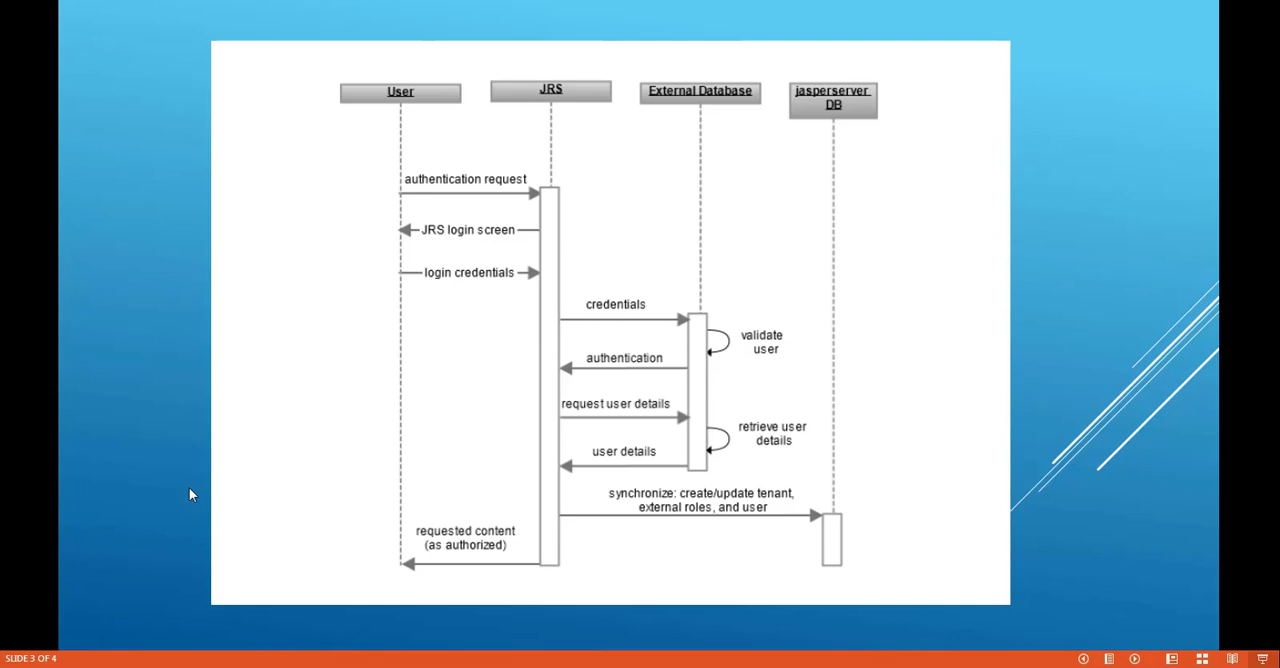 User
JRS
External Database
jasperserver
DB
authentication request
JRS login screen
login credentials
credentials
validate
user
authentication
request user details
retrieve user
details
user details
synchronize: create/update tenant,
external roles, and user
requested content
(as authorized)
SLIDE 3 OF 4